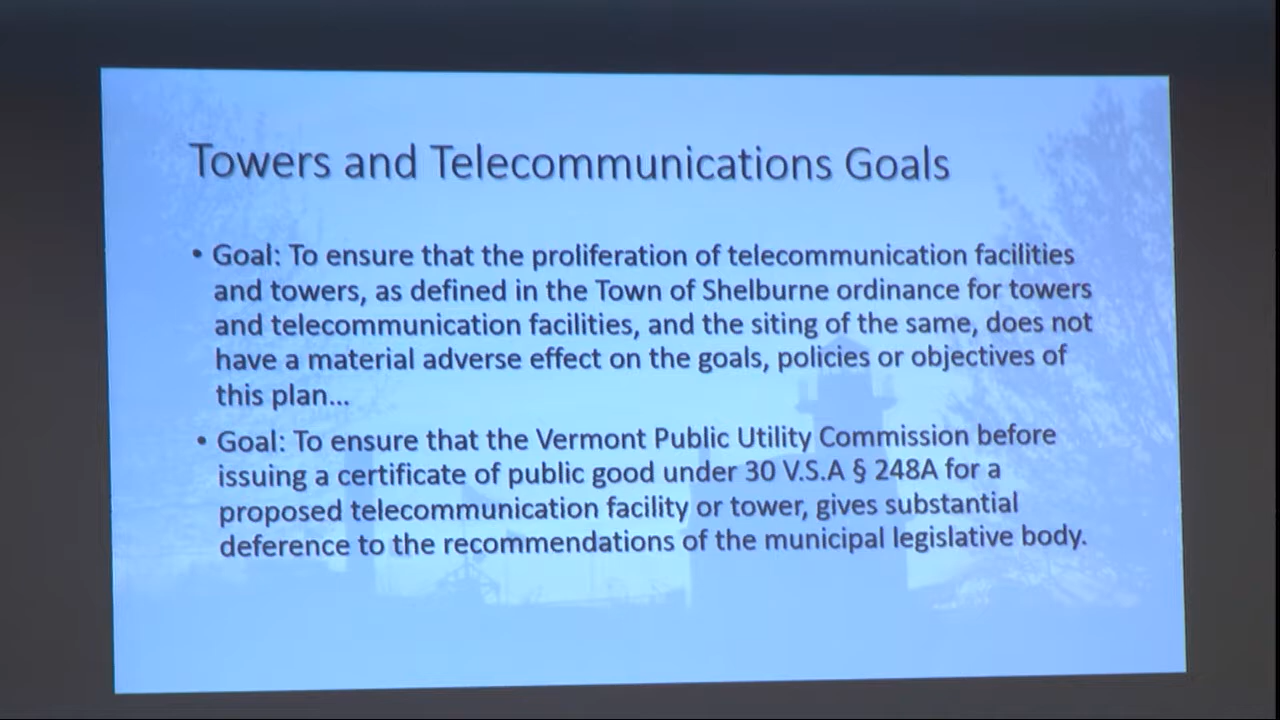 Towers and Telecommunications Goals
• Goal: To ensure that the proliferation of telecommunication facilities
and towers, as defined in the Town of Shelburne ordinance for towers
and telecommunication facilities, and the siting of the same, does not
have a material adverse effect on the goals, policies or objectives of
this plan...
• Goal: To ensure that the Vermont Public Utility Commission before
issuing a certificate of public good under 30 V.S.A § 248A for a
proposed telecommunication facility or tower, gives substantial
deference to the recommendations of the municipal legislative body.